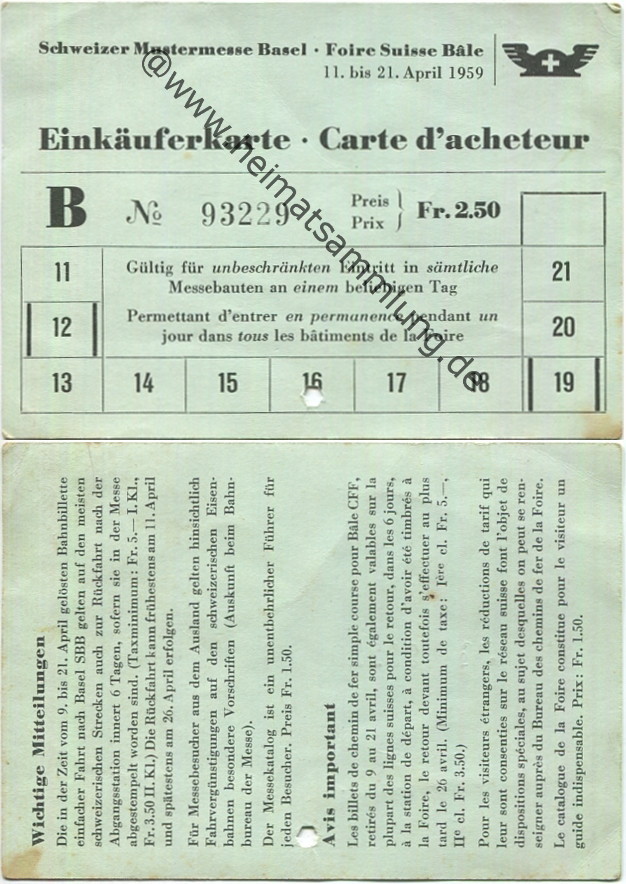 Schweizer Mustermesse Basel · Foire Suisse Bâle
11. bis 21. April 1959
Einkäuferkarte · Carte d'acheteur
B № 93229 Preis Prix } Fr. 2.50
11
Gültig für unbeschränkten Eintritt in sämtliche
Messebauten an einem beliebigen Tag
21
12
Permettant d'entrer en permanence pendant un
jour dans tous les bâtiments de la Foire
20
13 14 15 16 17 18 19
@www.heimatsammlung.de
Wichtige Mitteilungen
Die in der Zeit vom 9. bis 21. April gelösten Bahnbillette
einfacher Fahrt nach Basel SBB gelten auf den meisten
schweizerischen Strecken auch zur Rückfahrt nach der
Abgangsstation innert 6 Tagen, sofern sie in der Messe
abgestempelt worden sind. (Taxminimum: Fr. 5.— I. Kl.,
Fr. 3.50 II. Kl.) Die Rückfahrt kann frühestens am 11. April
und spätestens am 26. April erfolgen.
Für Messebesucher aus dem Ausland gelten hinsichtlich
Fahrvergünstigungen auf den schweizerischen Eisen-
bahnen besondere Vorschriften (Auskunft beim Bahn-
bureau der Messe).
Der Messekatalog ist ein unentbehrlicher Führer für
jeden Besucher. Preis Fr. 1.50.
Avis important
Les billets de chemin de fer simple course pour Bâle CFF,
retirés du 9 au 21 avril, sont également valables sur la
plupart des lignes suisses pour le retour, dans les 6 jours,
à la station de départ, à condition d'avoir été timbrés à
la Foire, le retour devant toutefois s'effectuer au plus
tard le 26 avril. (Minimum de taxe: Ière cl. Fr. 5.—,
IIe cl. Fr. 3.50.)
Pour les visiteurs étrangers, les réductions de tarif qui
leur sont consenties sur le réseau suisse font l'objet de
dispositions spéciales, au sujet desquelles on peut se ren-
seigner auprès du Bureau des chemins de fer de la Foire.
Le catalogue de la Foire constitue pour le visiteur un
guide indispensable. Prix: Fr. 1.50.